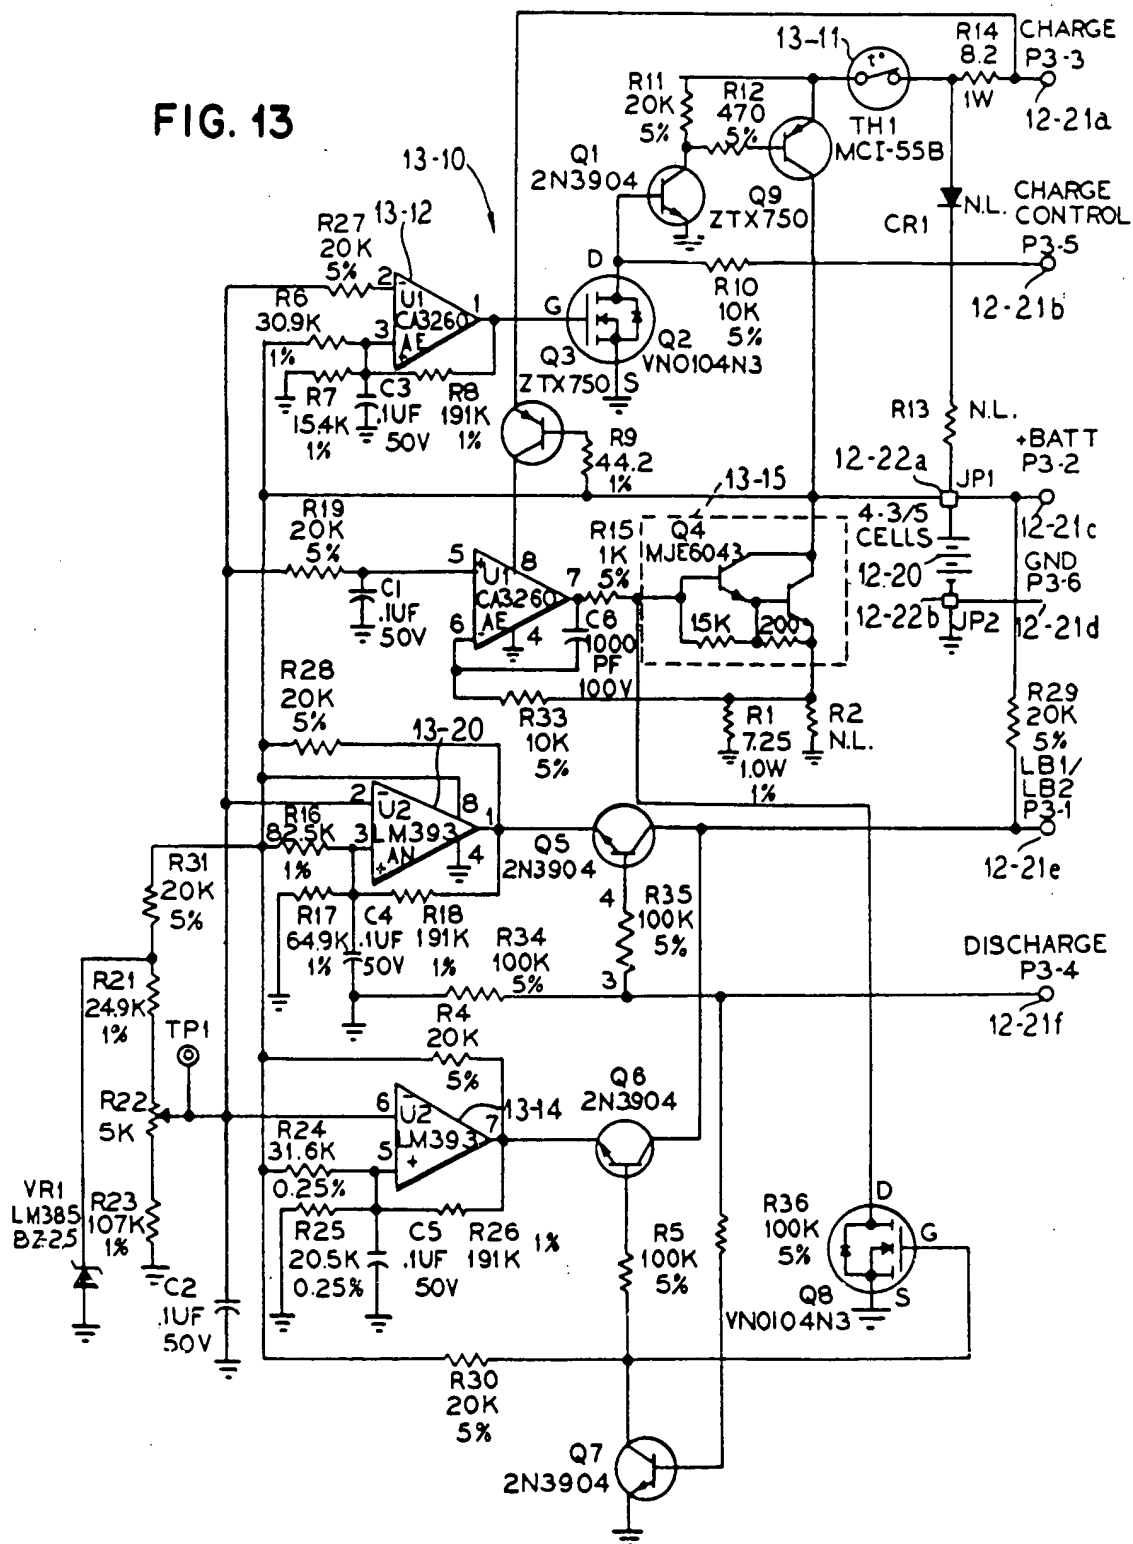 FIG. 13
13-10
13-11
t°
R14
8.2
1W
CHARGE
P3-3
12-21a
R11
20K
5%
R12
470
5%
TH1
MCI-55B
Q1
2N3904
Q9
ZTX750
CR1
N.L.
CHARGE
CONTROL
P3-5
12-21b
R27
20K
5%
13-12
R6
30.9K
1%
2
-
U1
CA3260
AE
3
1
R7
15.4K
1%
C3
.1UF
50V
R8
191K
1%
D
G
S
Q2
VN0104N3
R10
10K
5%
Q3
ZTX750
R9
44.2
1%
R13
N.L.
+BATT
P3-2
12-22a
JP1
12-21c
13-15
R19
20K
5%
C1
.1UF
50V
5
+
U1
8
CA3260
AE
6
-
4
7
R15
1K
5%
C6
1000
PF
100V
Q4
MJE6043
15K
200
4-3/5
CELLS
12-20
GND
P3-6
12-22b
JP2
12-21d
R28
20K
5%
R33
10K
5%
R1
7.25
1.0W
1%
R2
N.L.
R29
20K
5%
LB1/
LB2
P3-1
12-21e
13-20
2
-
U2
8
LM393
AN
1
3
+
4
R16
82.5K
1%
Q5
2N3904
R31
20K
5%
R17
64.9K
1%
C4
.1UF
50V
R18
191K
1%
R34
100K
5%
4
R35
100K
5%
3
DISCHARGE
P3-4
12-21f
R21
24.9K
1%
TP1
R4
20K
5%
R22
5K
6
-
U2
LM393
5
+
7
13-14
Q6
2N3904
R24
31.6K
0.25%
VR1
LM385
BZ-2.5
R23
107K
1%
R25
20.5K
0.25%
C5
.1UF
50V
R26
191K
1%
R5
100K
5%
R36
100K
5%
D
G
S
Q8
VN0104N3
C2
.1UF
50V
R30
20K
5%
Q7
2N3904